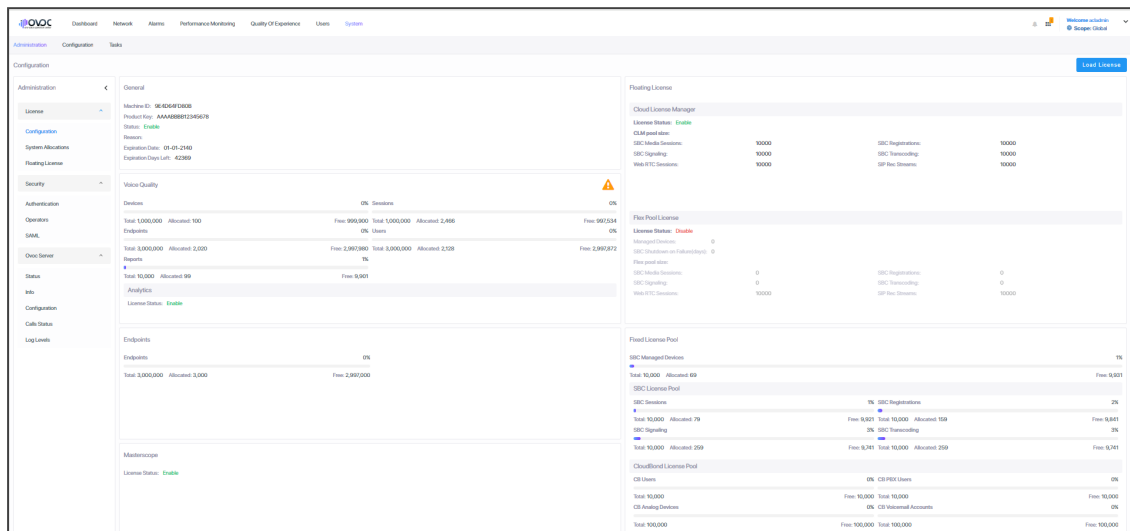 OVOC Dashboard Network Alarms Performance Monitoring Quality Of Experience Users System Welcome acladmin
Scope: Global
Administration Configuration Tasks
Configuration Load License
Administration
License
Configuration
System Allocations
Floating License
Security
Authentication
Operators
SAML
Ovoc Server
Status
Info
Configuration
Calls Status
Log Levels
General
Machine ID: 9E4D64FD80B
Product Key: AAAABBBB12345678
Status: Enable
Reason:
Expiration Date: 01-01-2140
Expiration Days Left: 42369
Voice Quality
Devices 0% Sessions 0%
Total: 1,000,000 Allocated: 100 Free: 999,900 Total: 1,000,000 Allocated: 2,466 Free: 997,534
Endpoints 0% Users 0%
Total: 3,000,000 Allocated: 2,020 Free: 2,997,980 Total: 3,000,000 Allocated: 2,128 Free: 2,997,872
Reports 1%
Total: 10,000 Allocated: 99 Free: 9,901
Analytics
License Status: Enable
Endpoints
Endpoints 0%
Total: 3,000,000 Allocated: 3,000 Free: 2,997,000
Masterscope
License Status: Enable
Floating License
Cloud License Manager
License Status: Enable
CLM pool size:
SBC Media Sessions: 10000 SBC Registrations: 10000
SBC Signaling: 10000 SBC Transcoding: 10000
Web RTC Sessions: 10000 SIP Rec Streams: 10000
Flex Pool License
License Status: Disable
Managed Devices: 0
SBC Shutdown on Failure(days): 0
Flex pool size:
SBC Media Sessions: 0 SBC Registrations: 0
SBC Signaling: 0 SBC Transcoding: 0
Web RTC Sessions: 10000 SIP Rec Streams: 10000
Fixed License Pool
SBC Managed Devices 1%
Total: 10,000 Allocated: 69 Free: 9,931
SBC License Pool
SBC Sessions 1% SBC Registrations 2%
Total: 10,000 Allocated: 79 Free: 9,921 Total: 10,000 Allocated: 159 Free: 9,841
SBC Signaling 3% SBC Transcoding 3%
Total: 10,000 Allocated: 259 Free: 9,741 Total: 10,000 Allocated: 259 Free: 9,741
CloudBond License Pool
CB Users 0% CB PBX Users 0%
Total: 10,000 Free: 10,000 Total: 10,000 Free: 10,000
CB Analog Devices 0% CB Voicemail Accounts 0%
Total: 100,000 Free: 100,000 Total: 100,000 Free: 100,000